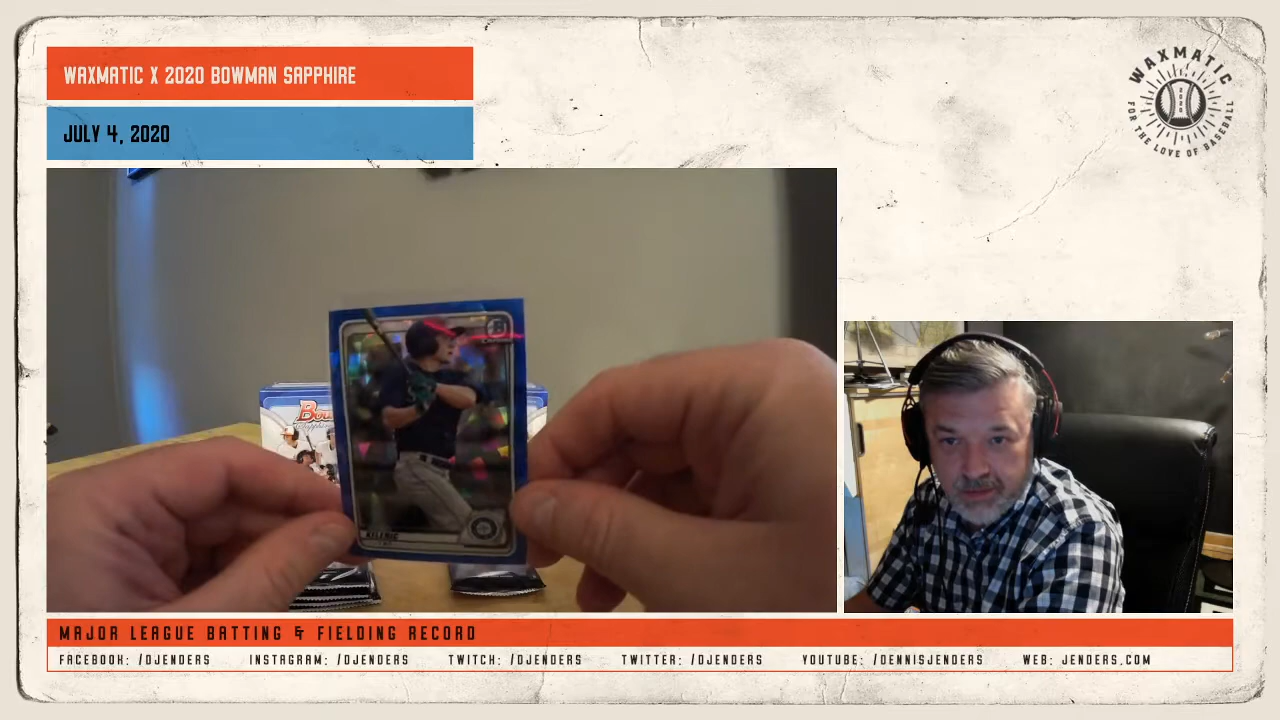 WAXMATIC X 2020 BOWMAN SAPPHIRE
JULY 4, 2020
WAXMATIC
2020
FOR THE LOVE OF BASEBALL
KELENIC
MAJOR LEAGUE BATTING & FIELDING RECORD
FACEBOOK: /DJENDERS INSTAGRAM: /DJENDERS TWITCH: /DJENDERS TWITTER: /DJENDERS YOUTUBE: /DENNISJENDERS WEB: JENDERS.COM